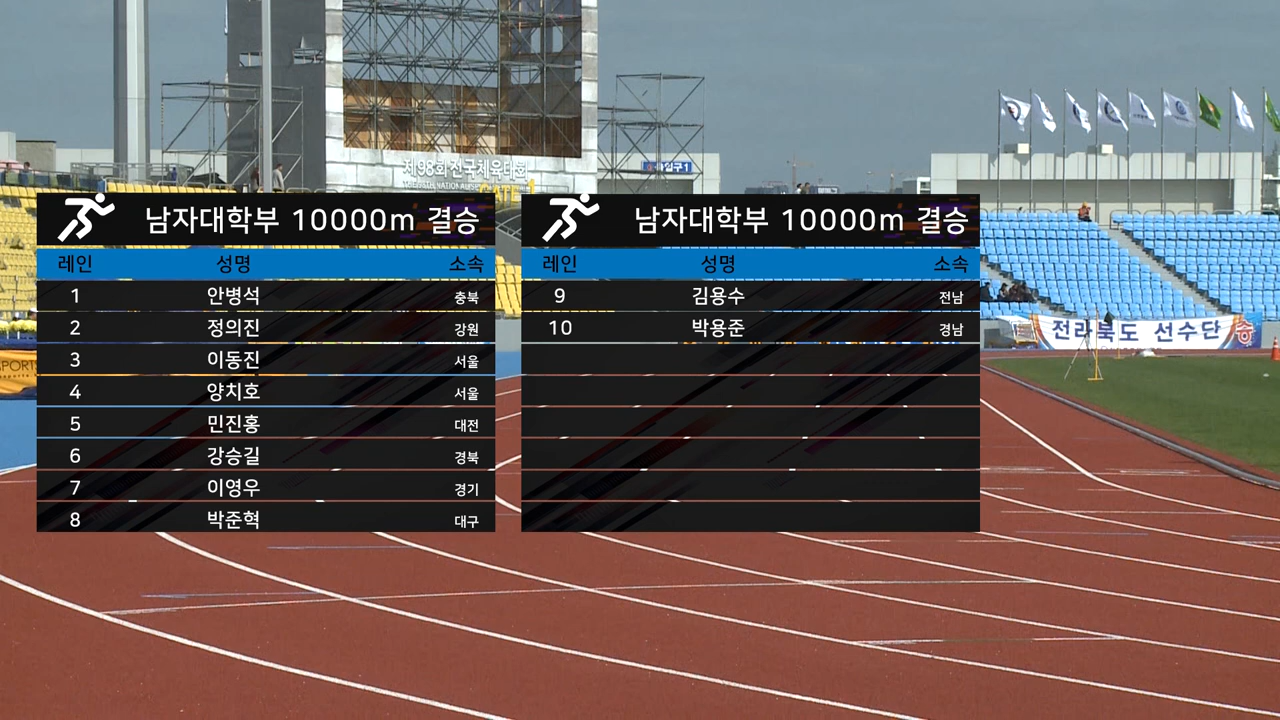 제98회 전국체육대회
입구1
남자대학부 10000m 결승
레인 성명 소속
1 안병석 충북
2 정의진 강원
3 이동진 서울
4 양치호 서울
5 민진홍 대전
6 강승길 경북
7 이영우 경기
8 박준혁 대구
남자대학부 10000m 결승
레인 성명 소속
9 김용수 전남
10 박용준 경남
전라북도 선수단